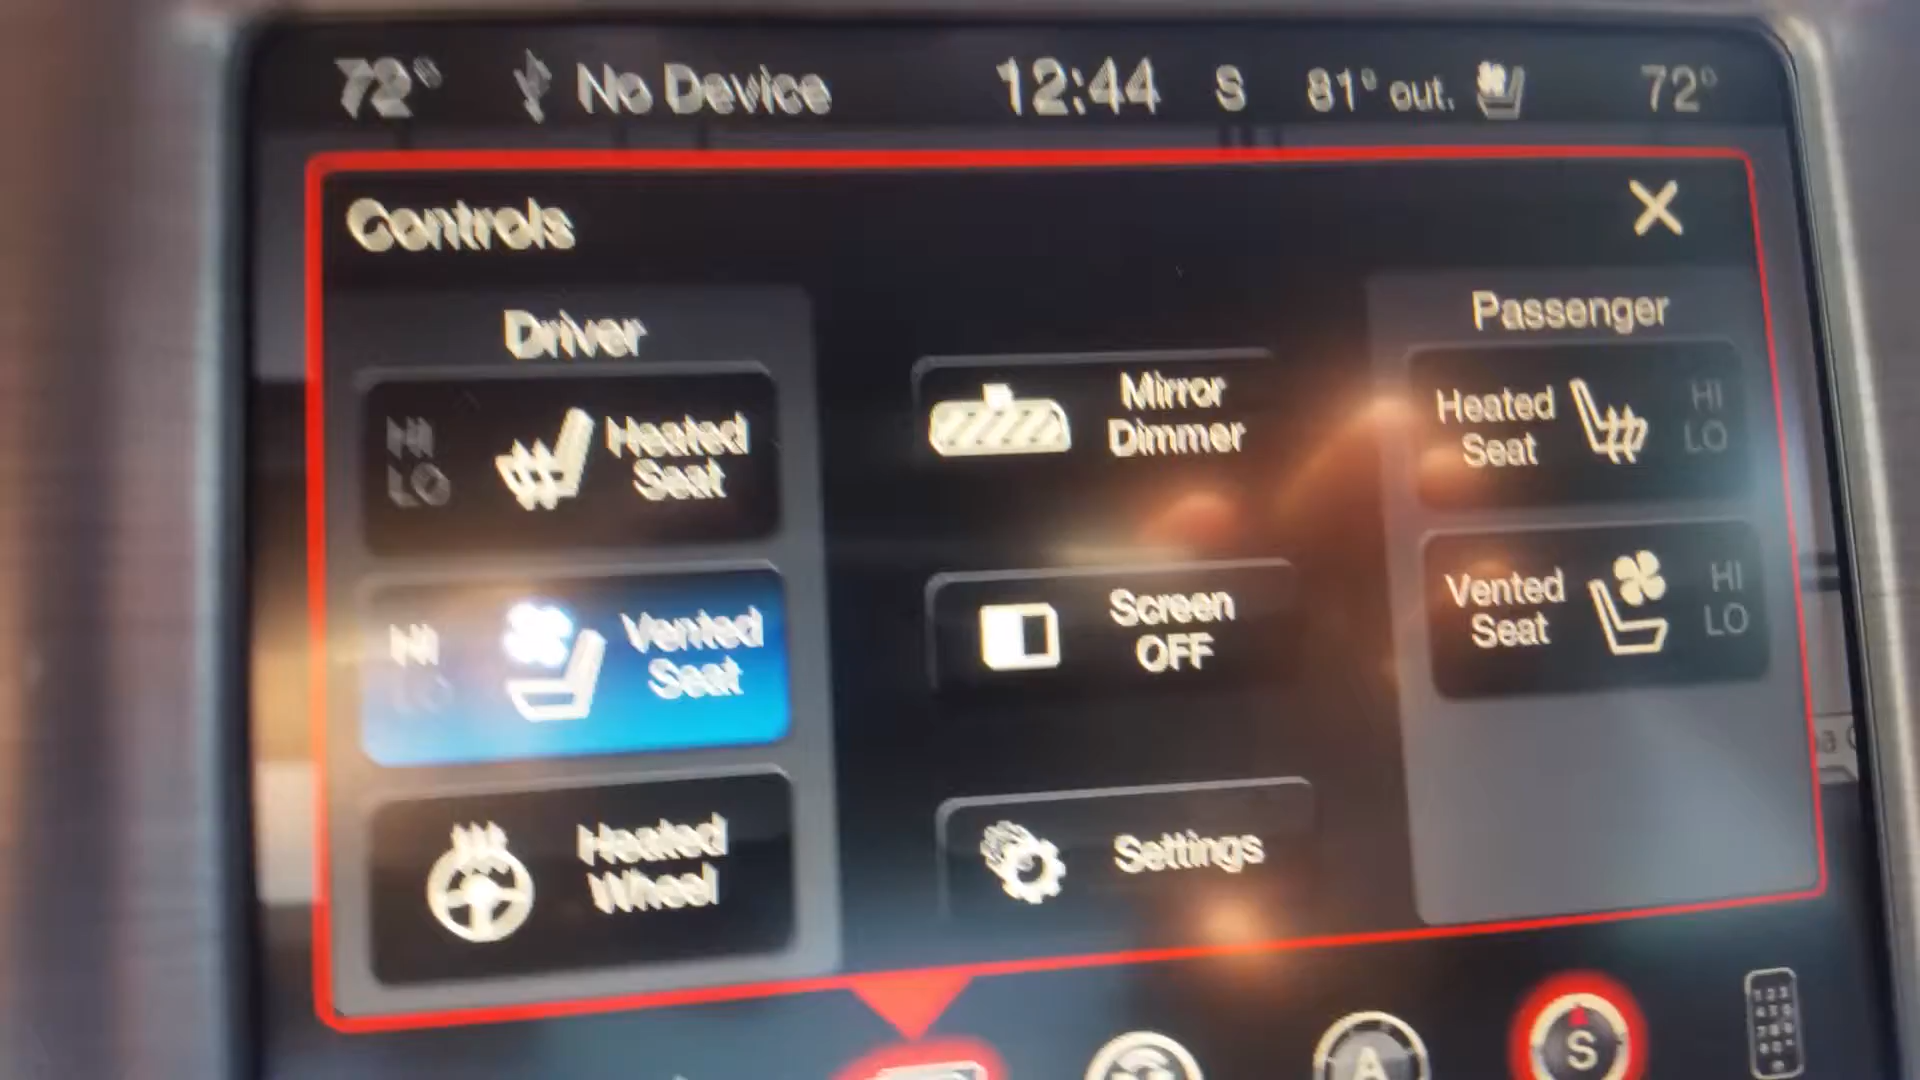 72° No Device 12:44 S 81° out. 72°
Controls
Driver
HI
LO
Heated
Seat
HI
LO
Vented
Seat
Heated
Wheel
Mirror
Dimmer
Screen
OFF
Settings
Passenger
Heated
Seat
HI
LO
Vented
Seat
HI
LO
A
S